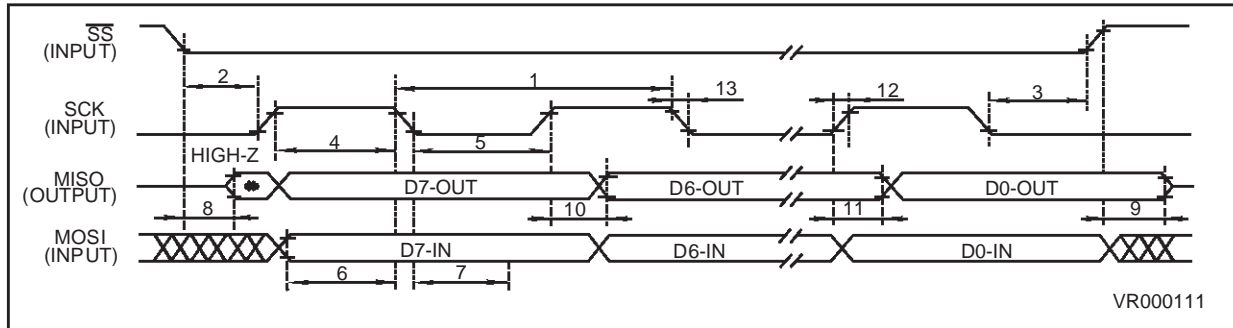 SS
(INPUT)
2
1
13
12
3
SCK
(INPUT)
4
5
HIGH-Z
MISO
(OUTPUT)
D7-OUT
D6-OUT
D0-OUT
8
10
11
9
MOSI
(INPUT)
D7-IN
D6-IN
D0-IN
6
7
VR000111